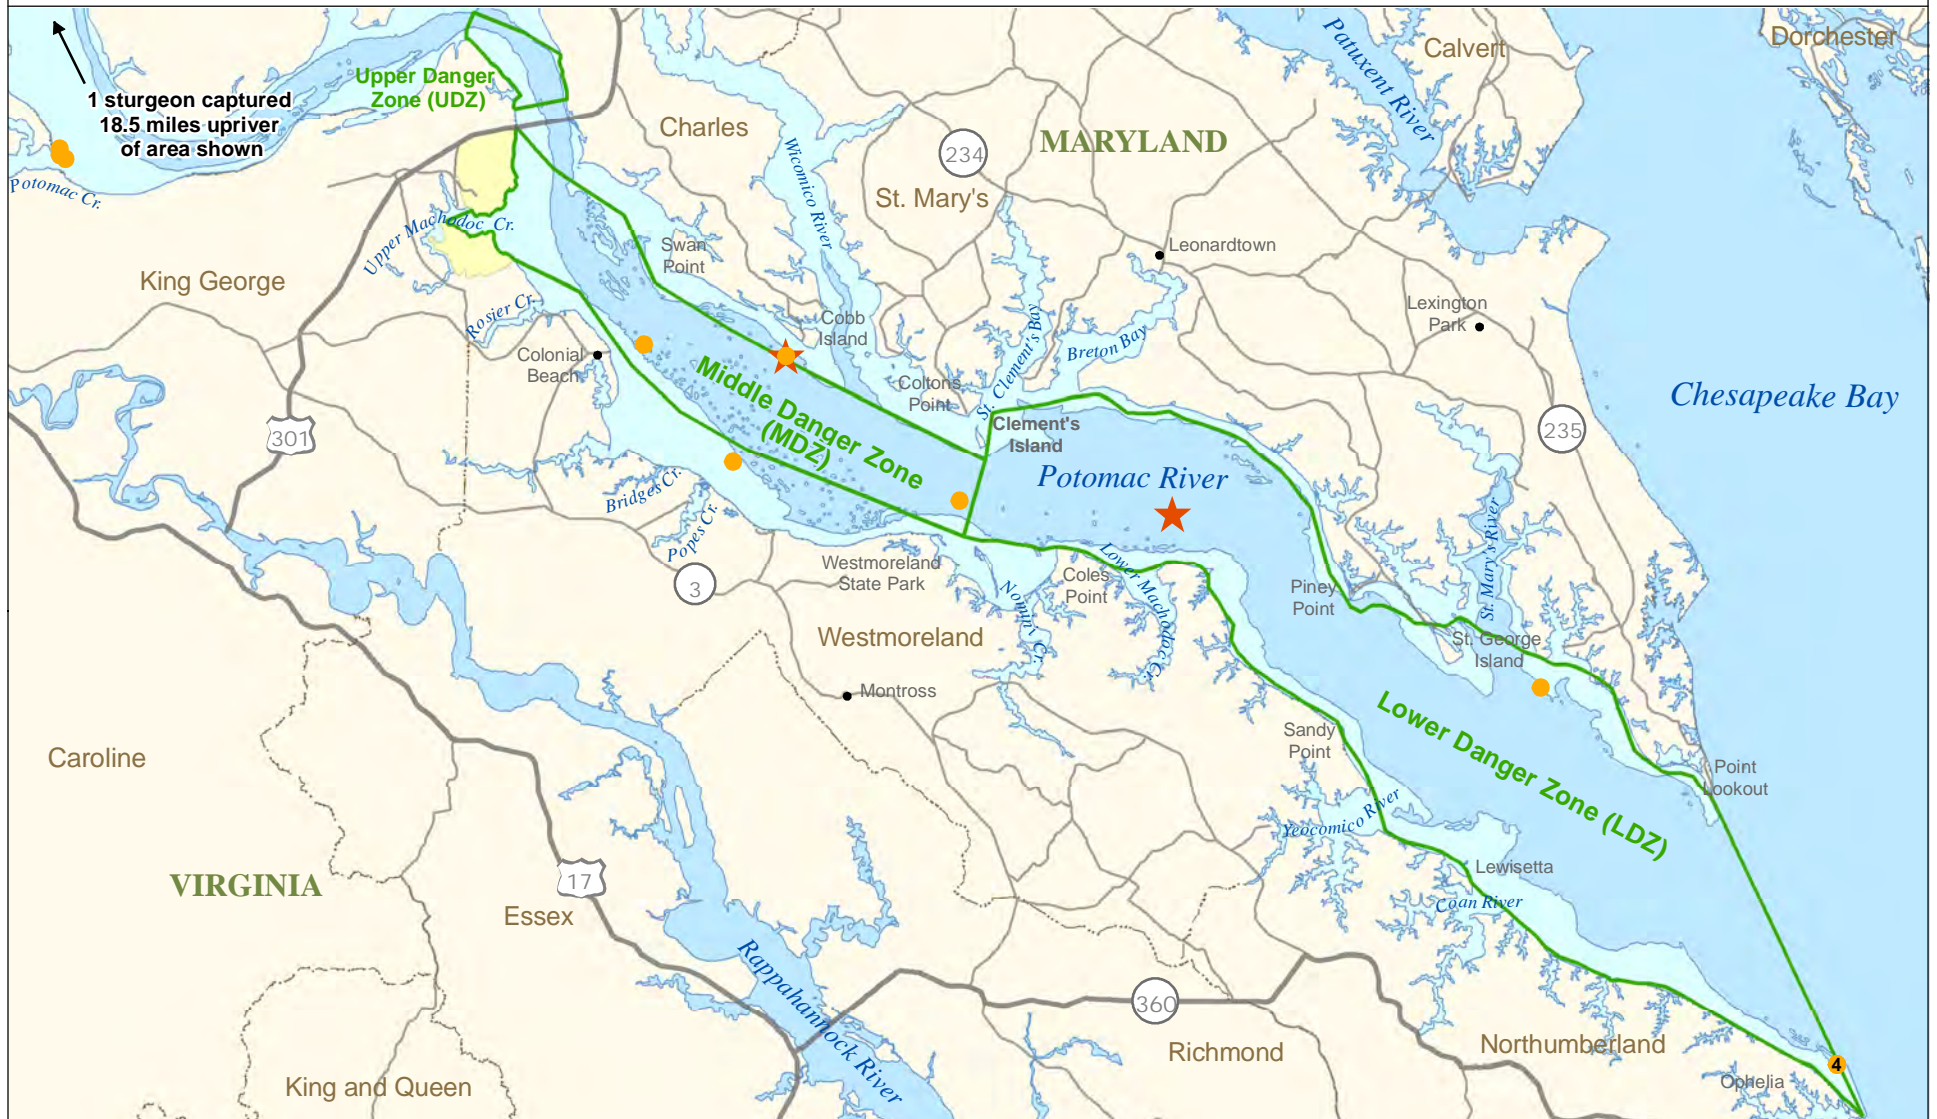 Dorchester
Calvert
Patuxent River
Upper Danger
Zone (UDZ)
1 sturgeon captured
18.5 miles upriver
of area shown
Charles
MARYLAND
234
Wicomico River
St. Mary's
Potomac Cr.
Upper Machodoc Cr.
Swan
Point
Leonardtown
King George
Rosier Cr.
Cobb
Island
Lexington
Park
Colonial
Beach
St. Clement's Bay
Breton Bay
Coltons
Point
Chesapeake Bay
Middle Danger Zone
(MDZ)
Clement's
Island
301
235
Potomac River
Bridges Cr.
Popes Cr.
St. Mary's River
3
Westmoreland
State Park
Nomini Cr.
Coles
Point
Lower Machodoc Cr.
Piney
Point
Westmoreland
St. George
Island
Montross
Lower Danger Zone (LDZ)
Sandy
Point
Caroline
Point
Lookout
Yeocomico River
Lewisetta
VIRGINIA
17
Essex
Coan River
Rappahannock River
360
Richmond
Northumberland
4
Ophelia
King and Queen